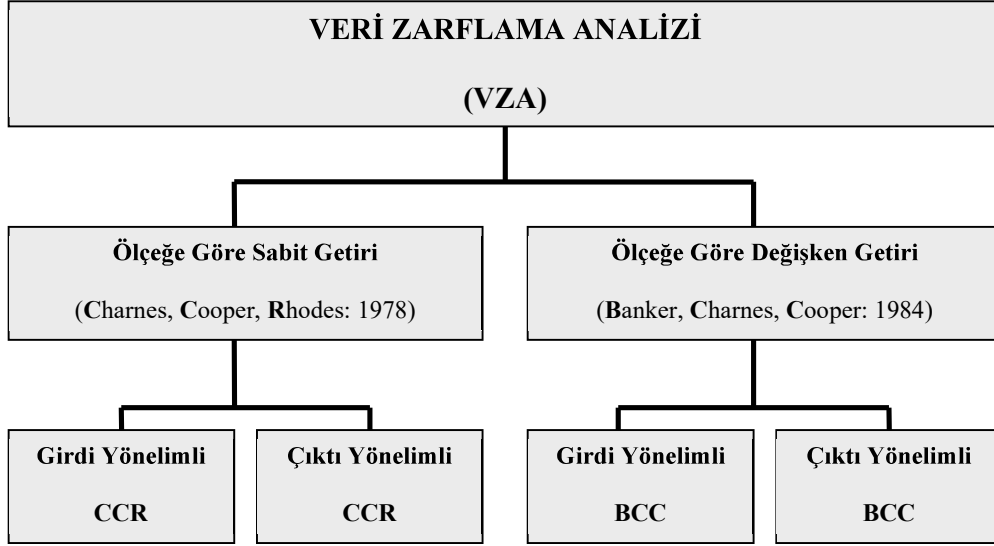 VERİ ZARFLAMA ANALİZİ
(VZA)
Ölçeğe Göre Sabit Getiri
(Charnes, Cooper, Rhodes: 1978)
Ölçeğe Göre Değişken Getiri
(Banker, Charnes, Cooper: 1984)
Girdi Yönelimli
CCR
Çıktı Yönelimli
CCR
Girdi Yönelimli
BCC
Çıktı Yönelimli
BCC